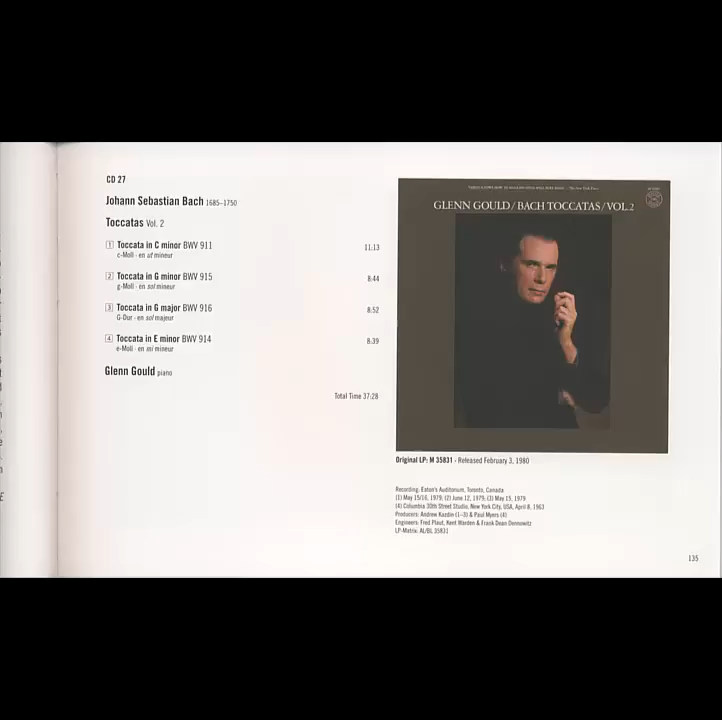 CD 27
Johann Sebastian Bach 1685–1750
Toccatas Vol. 2
1 Toccata in C minor BWV 911 11:13
c-Moll · en ut mineur
2 Toccata in G minor BWV 915 8:44
g-Moll · en sol mineur
3 Toccata in G major BWV 916 8:52
G-Dur · en sol majeur
4 Toccata in E minor BWV 914 8:39
e-Moll · en mi mineur
Glenn Gould piano
Total Time 37:28
GLENN GOULD/BACH TOCCATAS/VOL.2
Original LP: M 35831 · Released February 3, 1980
Recording: Eaton's Auditorium, Toronto, Canada
(1) May 15/16, 1979; (2) June 12, 1979; (3) May 15, 1979
(4) Columbia 30th Street Studio, New York City, USA, April 8, 1963
Producers: Andrew Kazdin (1–3) & Paul Myers (4)
Engineers: Fred Plaut, Kent Warden & Frank Dean Dennowitz
LP-Matrix: AL/BL 35831
135